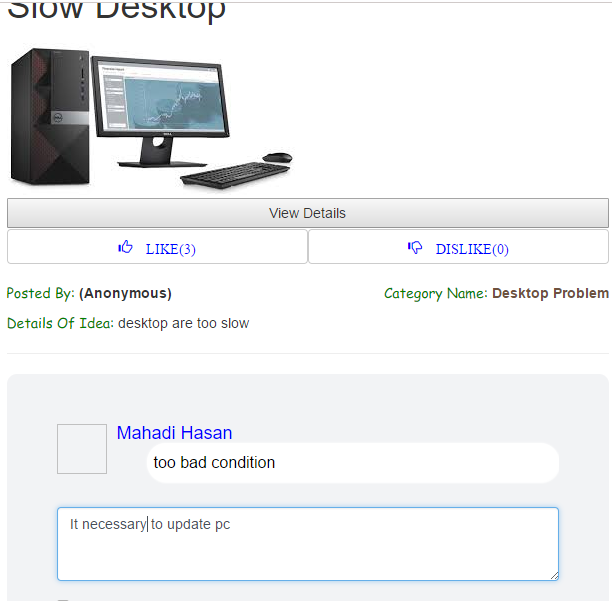 Slow Desktop
View Details
LIKE(3)
DISLIKE(0)
Posted By: (Anonymous)
Category Name: Desktop Problem
Details Of Idea: desktop are too slow
Mahadi Hasan
too bad condition
It necessary to update pc